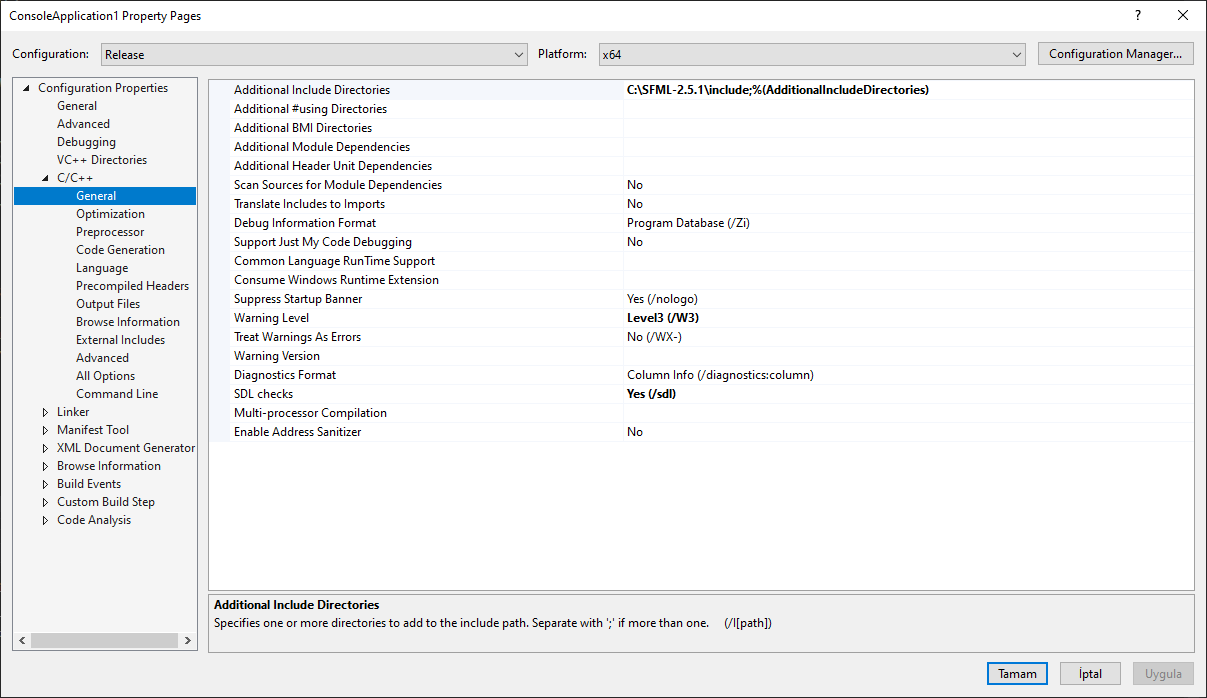 ConsoleApplication1 Property Pages
?
Configuration: Release Platform: x64 Configuration Manager...
Configuration Properties
General
Advanced
Debugging
VC++ Directories
C/C++
General
Optimization
Preprocessor
Code Generation
Language
Precompiled Headers
Output Files
Browse Information
External Includes
Advanced
All Options
Command Line
Linker
Manifest Tool
XML Document Generator
Browse Information
Build Events
Custom Build Step
Code Analysis
Additional Include Directories C:\SFML-2.5.1\include;%(AdditionalIncludeDirectories)
Additional #using Directories
Additional BMI Directories
Additional Module Dependencies
Additional Header Unit Dependencies
Scan Sources for Module Dependencies No
Translate Includes to Imports No
Debug Information Format Program Database (/Zi)
Support Just My Code Debugging No
Common Language RunTime Support
Consume Windows Runtime Extension
Suppress Startup Banner Yes (/nologo)
Warning Level Level3 (/W3)
Treat Warnings As Errors No (/WX-)
Warning Version
Diagnostics Format Column Info (/diagnostics:column)
SDL checks Yes (/sdl)
Multi-processor Compilation
Enable Address Sanitizer No
Additional Include Directories
Specifies one or more directories to add to the include path. Separate with ';' if more than one. (/I[path])
Tamam İptal Uygula